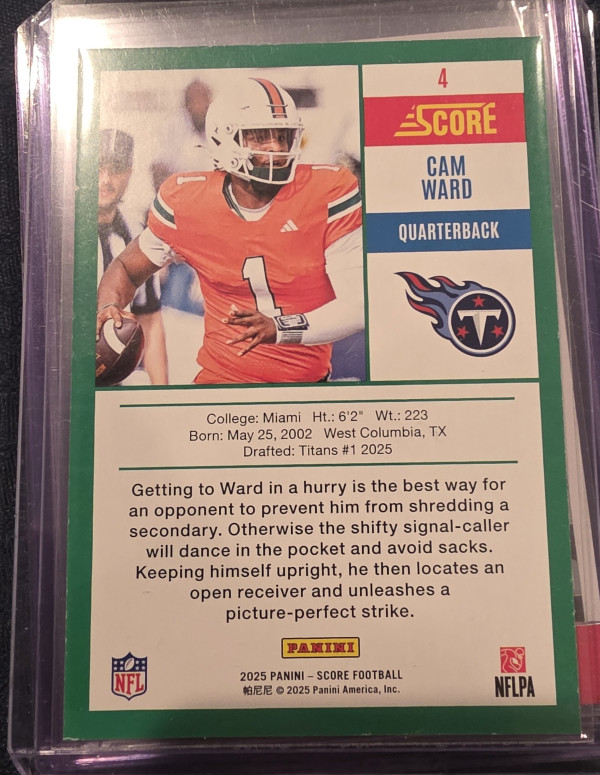 4
SCORE
CAM
WARD
QUARTERBACK
T
1
1
College: Miami Ht.: 6'2" Wt.: 223
Born: May 25, 2002 West Columbia, TX
Drafted: Titans #1 2025
Getting to Ward in a hurry is the best way for
an opponent to prevent him from shredding a
secondary. Otherwise the shifty signal-caller
will dance in the pocket and avoid sacks.
Keeping himself upright, he then locates an
open receiver and unleashes a
picture-perfect strike.
PANINI
NFL
2025 PANINI – SCORE FOOTBALL
帕尼尼 © 2025 Panini America, Inc.
NFLPA